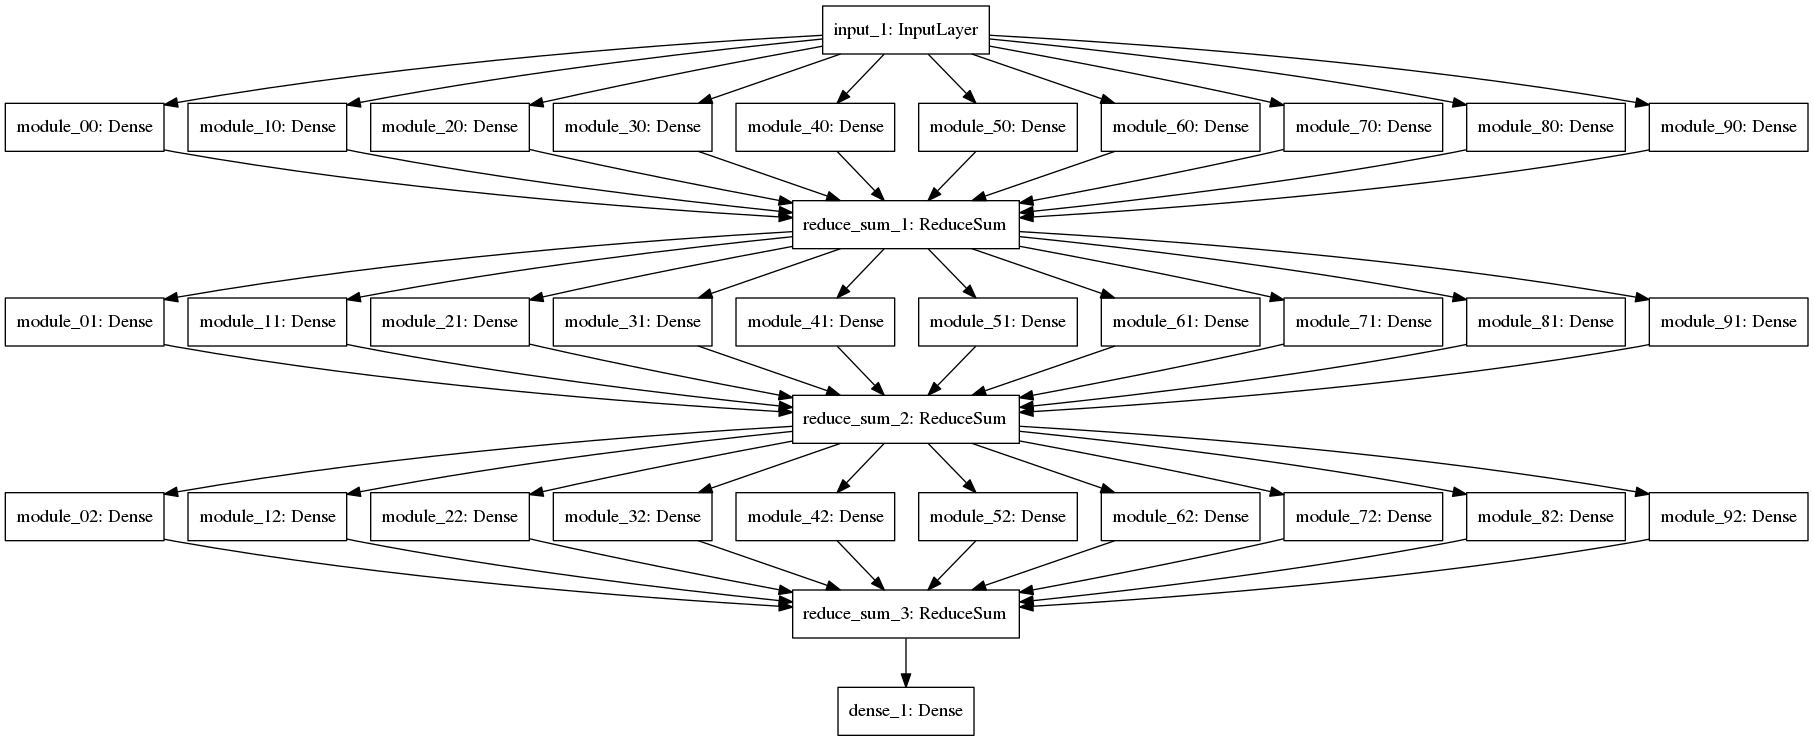 input_1: InputLayer
module_00: Dense
module_10: Dense
module_20: Dense
module_30: Dense
module_40: Dense
module_50: Dense
module_60: Dense
module_70: Dense
module_80: Dense
module_90: Dense
reduce_sum_1: ReduceSum
module_01: Dense
module_11: Dense
module_21: Dense
module_31: Dense
module_41: Dense
module_51: Dense
module_61: Dense
module_71: Dense
module_81: Dense
module_91: Dense
reduce_sum_2: ReduceSum
module_02: Dense
module_12: Dense
module_22: Dense
module_32: Dense
module_42: Dense
module_52: Dense
module_62: Dense
module_72: Dense
module_82: Dense
module_92: Dense
reduce_sum_3: ReduceSum
dense_1: Dense